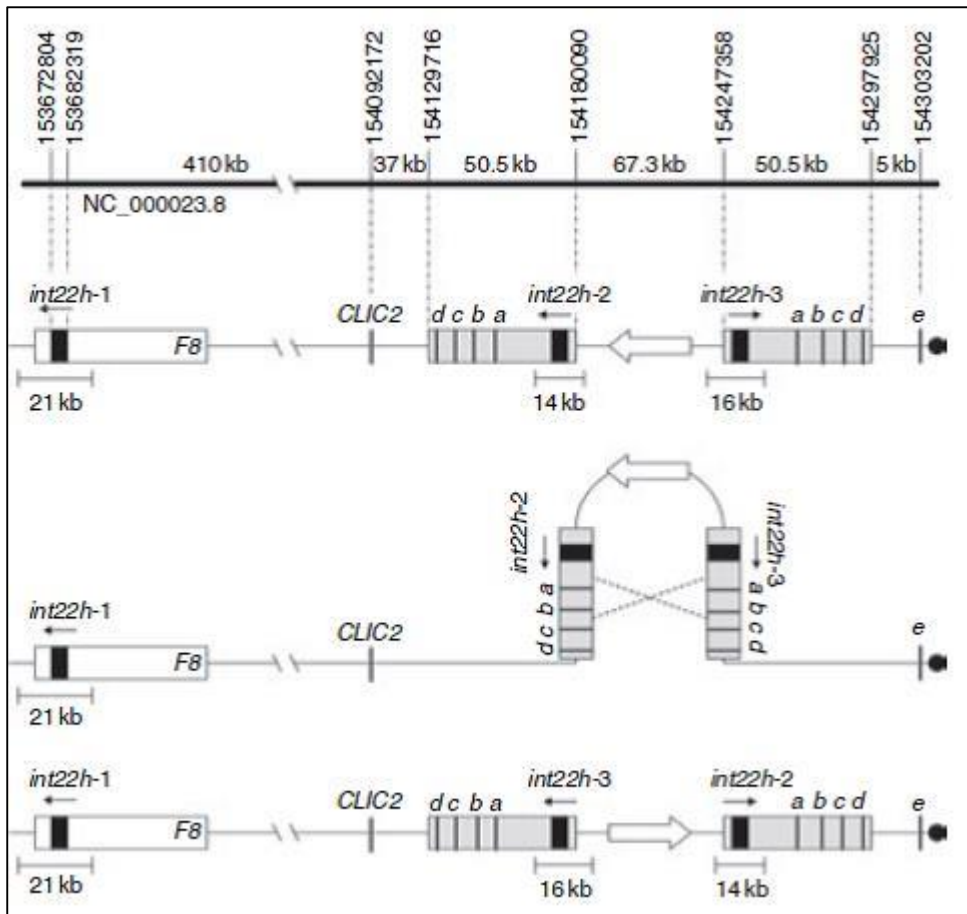 153672804
153682319
154092172
154129716
154180090
154247358
154297925
154303202
410 kb
37 kb
50.5 kb
67.3 kb
50.5 kb
5 kb
NC_000023.8
int22h-1
CLIC2
d c b a
int22h-2
int22h-3
a b c d
e
F8
21 kb
14 kb
16 kb
int22h-2
int22h-3
a
b
c
d
a
b
c
d
int22h-1
CLIC2
e
F8
21 kb
int22h-1
CLIC2
d c b a
int22h-3
int22h-2
a b c d
e
F8
21 kb
16 kb
14 kb